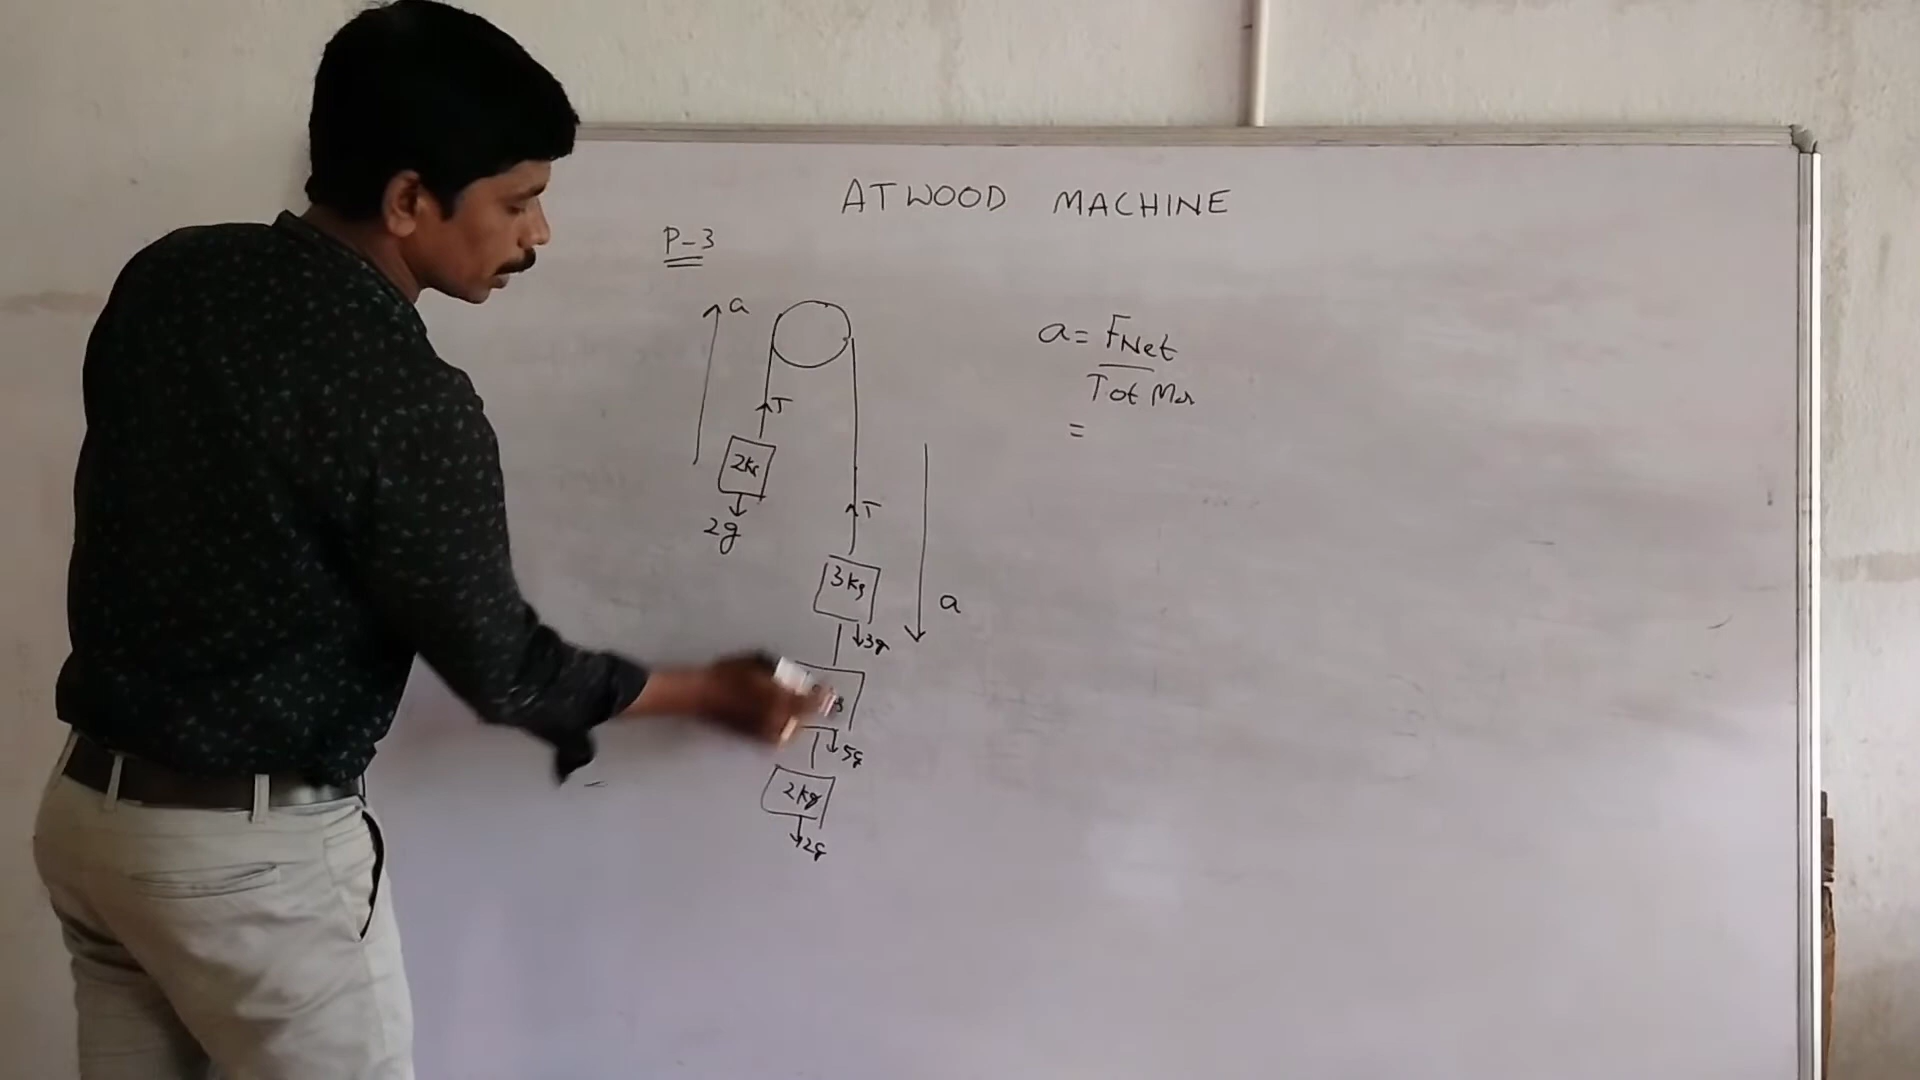 ATWOOD MACHINE
P-3
a
a = FNet
Tot Mas
=
T
2kg
2g
T
3kg
a
3g
5g
2kg
2g